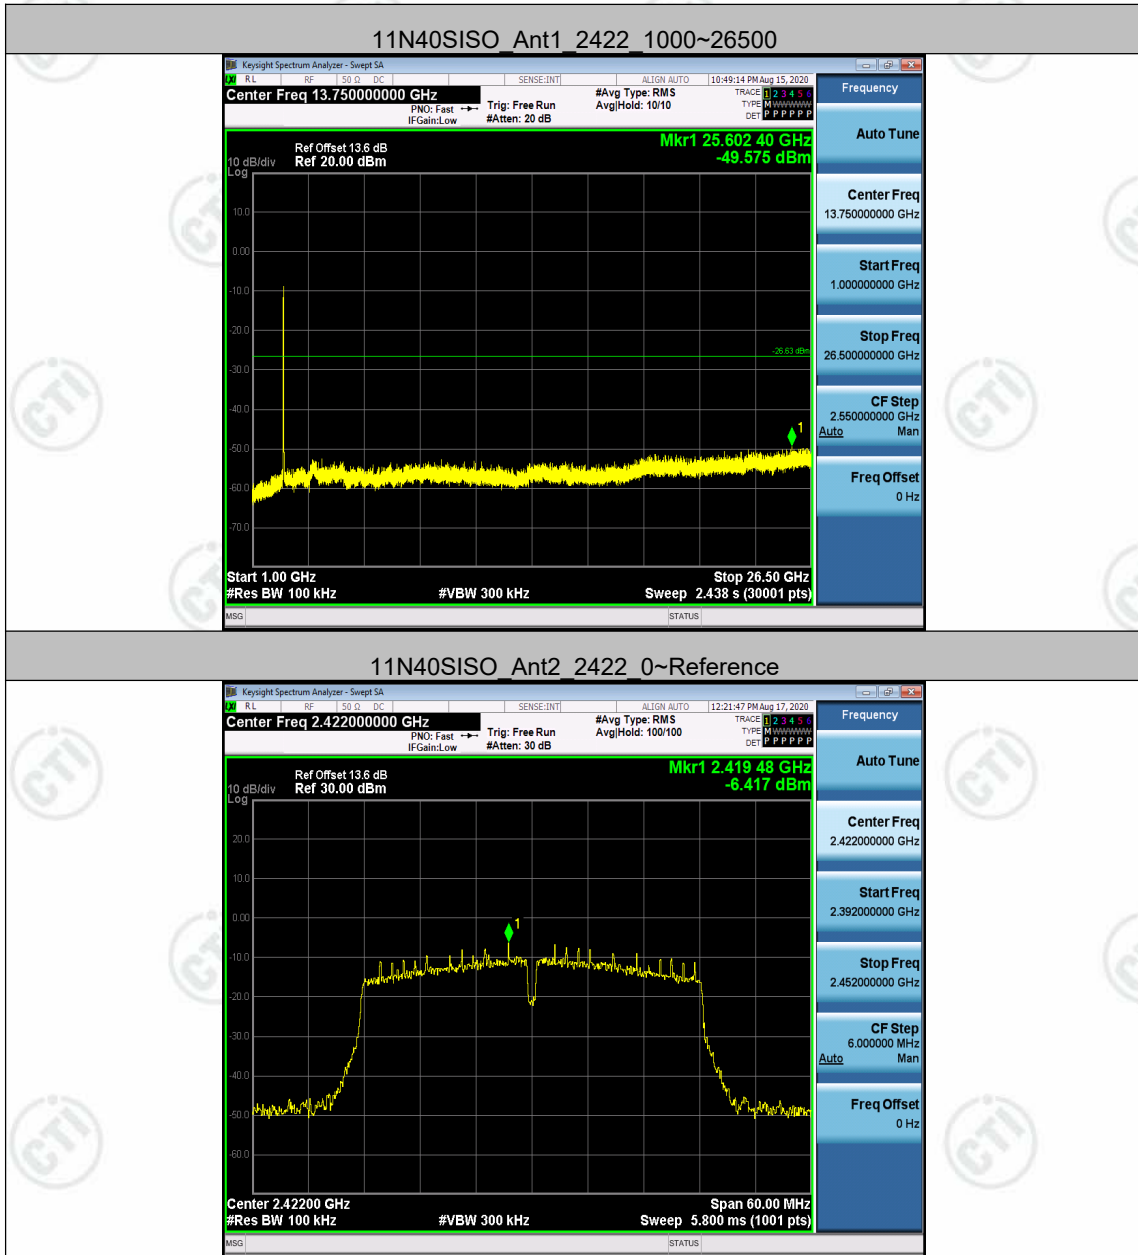 11N40SISO_Ant1_2422_1000~26500
Keysight Spectrum Analyzer - Swept SA
LXI RL RF 50 Ω DC SENSE:INT ALIGN AUTO 10:49:14 PM Aug 15, 2020
Center Freq 13.750000000 GHz
PNO: Fast
IFGain:Low
Trig: Free Run
#Atten: 20 dB
#Avg Type: RMS
Avg|Hold: 10/10
TRACE 1 2 3 4 5 6
TYPE M WWWWW
DET P P P P P P
Frequency
Mkr1 25.602 40 GHz
-49.575 dBm
Ref Offset 13.6 dB
10 dB/div Ref 20.00 dBm
Log
10.0
0.00
-10.0
-20.0
-26.63 dBm
-30.0
-40.0
1
-50.0
-60.0
-70.0
Start 1.00 GHz Stop 26.50 GHz
#Res BW 100 kHz #VBW 300 kHz Sweep 2.438 s (30001 pts)
MSG STATUS
Auto Tune
Center Freq
13.750000000 GHz
Start Freq
1.000000000 GHz
Stop Freq
26.500000000 GHz
CF Step
2.550000000 GHz
Auto Man
Freq Offset
0 Hz
11N40SISO_Ant2_2422_0~Reference
Keysight Spectrum Analyzer - Swept SA
LXI RL RF 50 Ω DC SENSE:INT ALIGN AUTO 12:21:47 PM Aug 17, 2020
Center Freq 2.422000000 GHz
PNO: Fast
IFGain:Low
Trig: Free Run
#Atten: 30 dB
#Avg Type: RMS
Avg|Hold: 100/100
TRACE 1 2 3 4 5 6
TYPE M WWWWW
DET P P P P P P
Frequency
Mkr1 2.419 48 GHz
-6.417 dBm
Ref Offset 13.6 dB
10 dB/div Ref 30.00 dBm
Log
20.0
10.0
0.00
1
-10.0
-20.0
-30.0
-40.0
-50.0
-60.0
Center 2.42200 GHz Span 60.00 MHz
#Res BW 100 kHz #VBW 300 kHz Sweep 5.800 ms (1001 pts)
MSG STATUS
Auto Tune
Center Freq
2.422000000 GHz
Start Freq
2.392000000 GHz
Stop Freq
2.452000000 GHz
CF Step
6.000000 MHz
Auto Man
Freq Offset
0 Hz
CTI